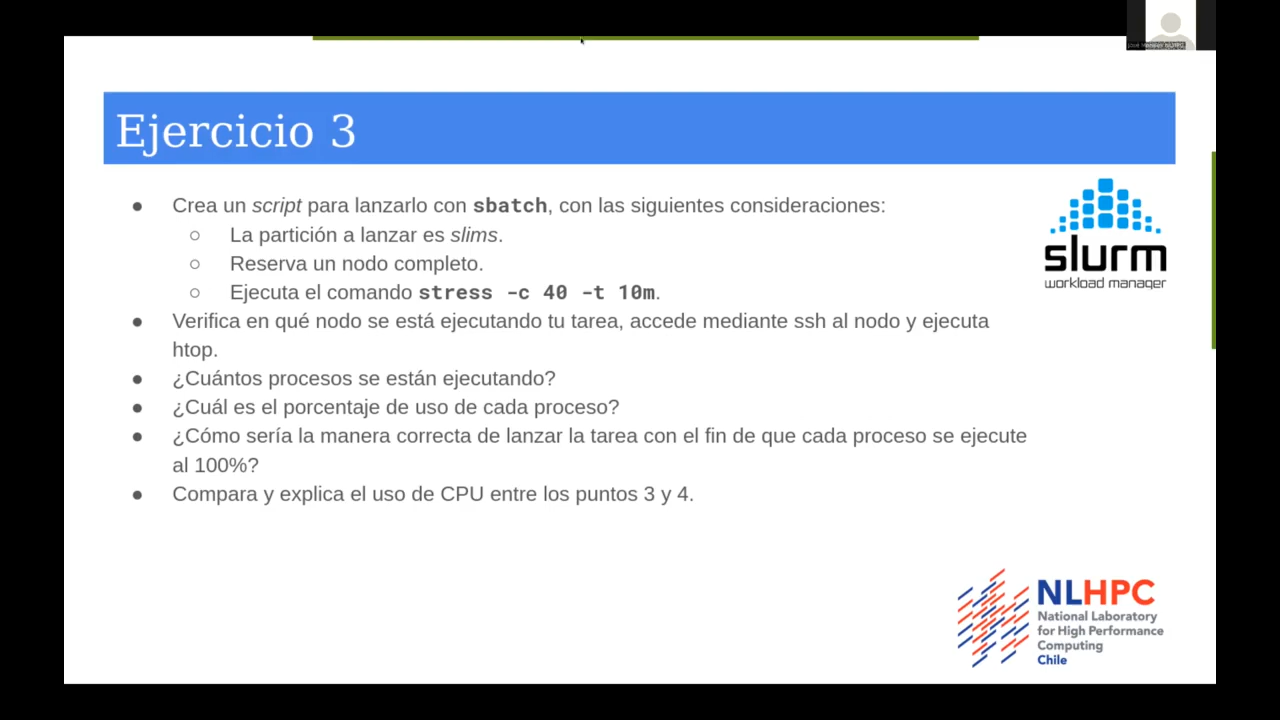 Ejercicio 3
● Crea un script para lanzarlo con sbatch, con las siguientes consideraciones:
○ La partición a lanzar es slims.
○ Reserva un nodo completo.
○ Ejecuta el comando stress -c 40 -t 10m.
● Verifica en qué nodo se está ejecutando tu tarea, accede mediante ssh al nodo y ejecuta
htop.
● ¿Cuántos procesos se están ejecutando?
● ¿Cuál es el porcentaje de uso de cada proceso?
● ¿Cómo sería la manera correcta de lanzar la tarea con el fin de que cada proceso se ejecute
al 100%?
● Compara y explica el uso de CPU entre los puntos 3 y 4.
slurm
workload manager
NLHPC
National Laboratory
for High Performance
Computing
Chile